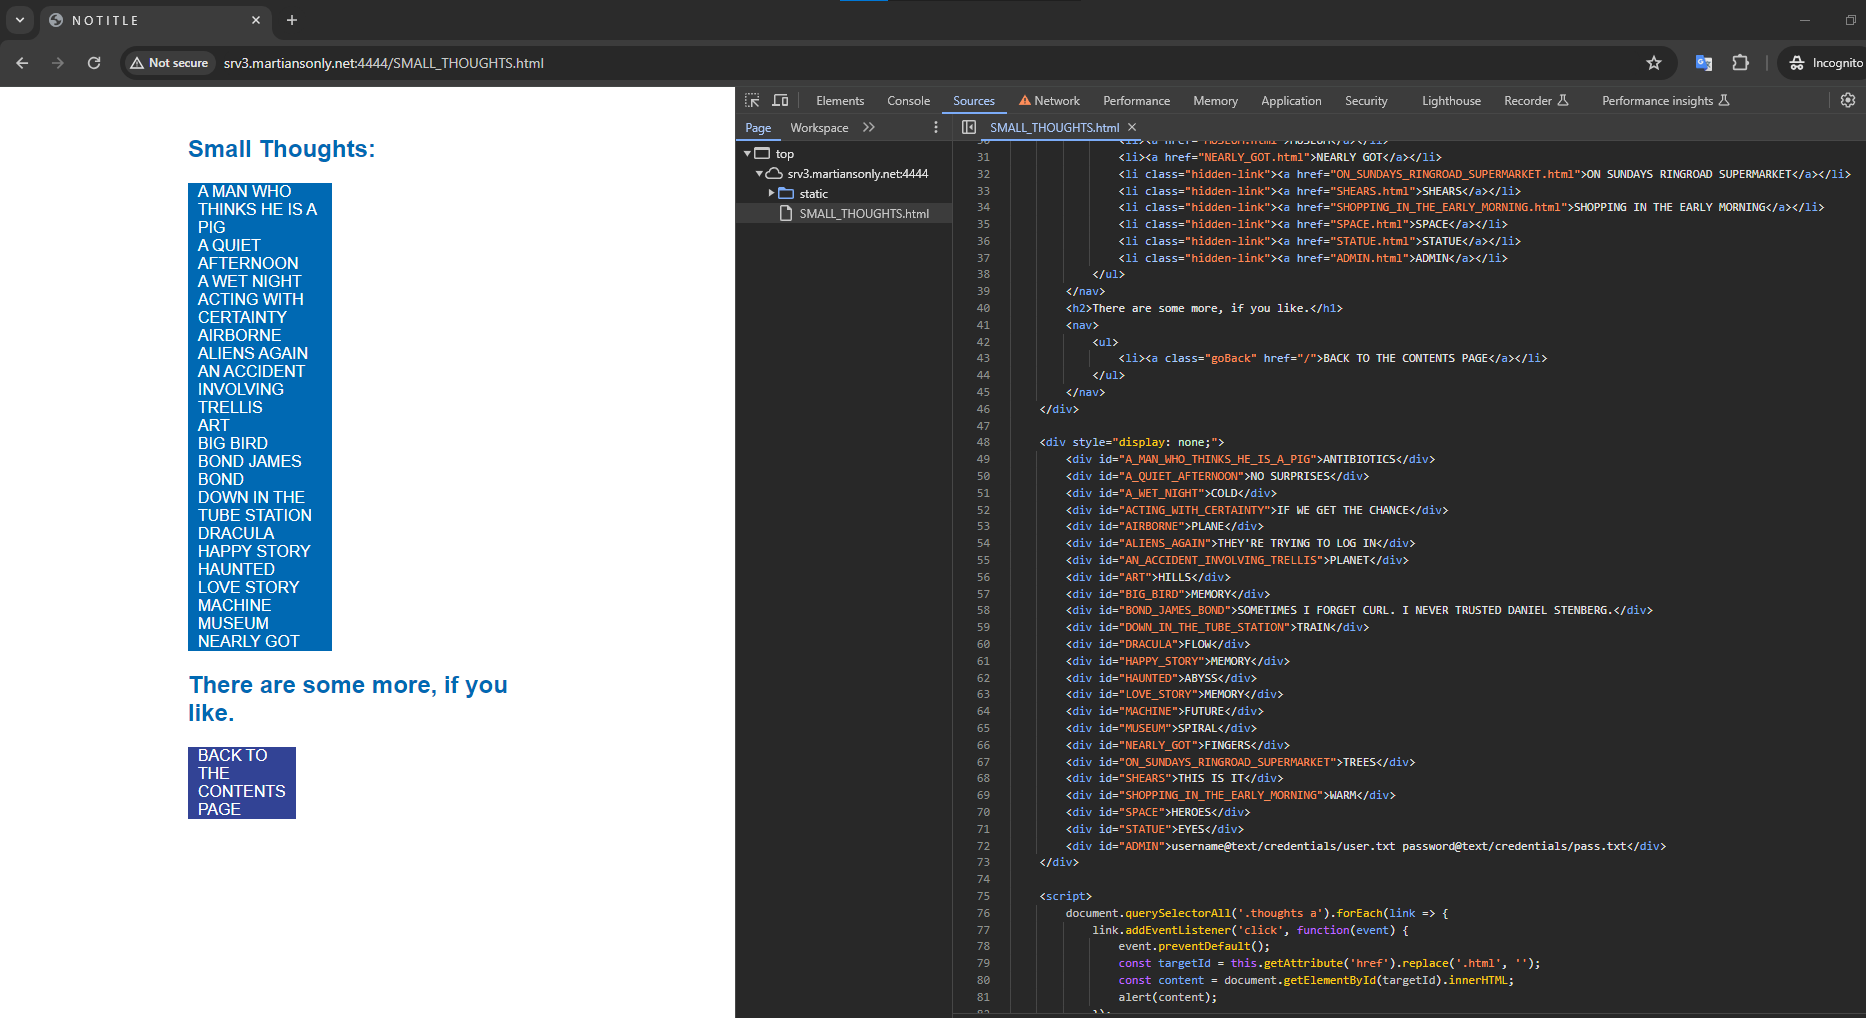 NOTITLE
Not secure
srv3.martiansonly.net:4444/SMALL_THOUGHTS.html
Incognito
Small Thoughts:
A MAN WHO
THINKS HE IS A
PIG
A QUIET
AFTERNOON
A WET NIGHT
ACTING WITH
CERTAINTY
AIRBORNE
ALIENS AGAIN
AN ACCIDENT
INVOLVING
TRELLIS
ART
BIG BIRD
BOND JAMES
BOND
DOWN IN THE
TUBE STATION
DRACULA
HAPPY STORY
HAUNTED
LOVE STORY
MACHINE
MUSEUM
NEARLY GOT
There are some more, if you
like.
BACK TO
THE
CONTENTS
PAGE
Elements Console Sources Network Performance Memory Application Security Lighthouse Recorder Performance insights
Page Workspace
SMALL_THOUGHTS.html
top
srv3.martiansonly.net:4444
static
SMALL_THOUGHTS.html
31 <li><a href="NEARLY_GOT.html">NEARLY GOT</a></li>
32 <li class="hidden-link"><a href="ON_SUNDAYS_RINGROAD_SUPERMARKET.html">ON SUNDAYS RINGROAD SUPERMARKET</a></li>
33 <li class="hidden-link"><a href="SHEARS.html">SHEARS</a></li>
34 <li class="hidden-link"><a href="SHOPPING_IN_THE_EARLY_MORNING.html">SHOPPING IN THE EARLY MORNING</a></li>
35 <li class="hidden-link"><a href="SPACE.html">SPACE</a></li>
36 <li class="hidden-link"><a href="STATUE.html">STATUE</a></li>
37 <li class="hidden-link"><a href="ADMIN.html">ADMIN</a></li>
38 </ul>
39 </nav>
40 <h2>There are some more, if you like.</h1>
41 <nav>
42 <ul>
43 <li><a class="goBack" href="/">BACK TO THE CONTENTS PAGE</a></li>
44 </ul>
45 </nav>
46 </div>
47
48 <div style="display: none;">
49 <div id="A_MAN_WHO_THINKS_HE_IS_A_PIG">ANTIBIOTICS</div>
50 <div id="A_QUIET_AFTERNOON">NO SURPRISES</div>
51 <div id="A_WET_NIGHT">COLD</div>
52 <div id="ACTING_WITH_CERTAINTY">IF WE GET THE CHANCE</div>
53 <div id="AIRBORNE">PLANE</div>
54 <div id="ALIENS_AGAIN">THEY'RE TRYING TO LOG IN</div>
55 <div id="AN_ACCIDENT_INVOLVING_TRELLIS">PLANET</div>
56 <div id="ART">HILLS</div>
57 <div id="BIG_BIRD">MEMORY</div>
58 <div id="BOND_JAMES_BOND">SOMETIMES I FORGET CURL. I NEVER TRUSTED DANIEL STENBERG.</div>
59 <div id="DOWN_IN_THE_TUBE_STATION">TRAIN</div>
60 <div id="DRACULA">FLOW</div>
61 <div id="HAPPY_STORY">MEMORY</div>
62 <div id="HAUNTED">ABYSS</div>
63 <div id="LOVE_STORY">MEMORY</div>
64 <div id="MACHINE">FUTURE</div>
65 <div id="MUSEUM">SPIRAL</div>
66 <div id="NEARLY_GOT">FINGERS</div>
67 <div id="ON_SUNDAYS_RINGROAD_SUPERMARKET">TREES</div>
68 <div id="SHEARS">THIS IS IT</div>
69 <div id="SHOPPING_IN_THE_EARLY_MORNING">WARM</div>
70 <div id="SPACE">HEROES</div>
71 <div id="STATUE">EYES</div>
72 <div id="ADMIN">username@text/credentials/user.txt password@text/credentials/pass.txt</div>
73 </div>
74
75 <script>
76 document.querySelectorAll('.thoughts a').forEach(link => {
77 link.addEventListener('click', function(event) {
78 event.preventDefault();
79 const targetId = this.getAttribute('href').replace('.html', '');
80 const content = document.getElementById(targetId).innerHTML;
81 alert(content);